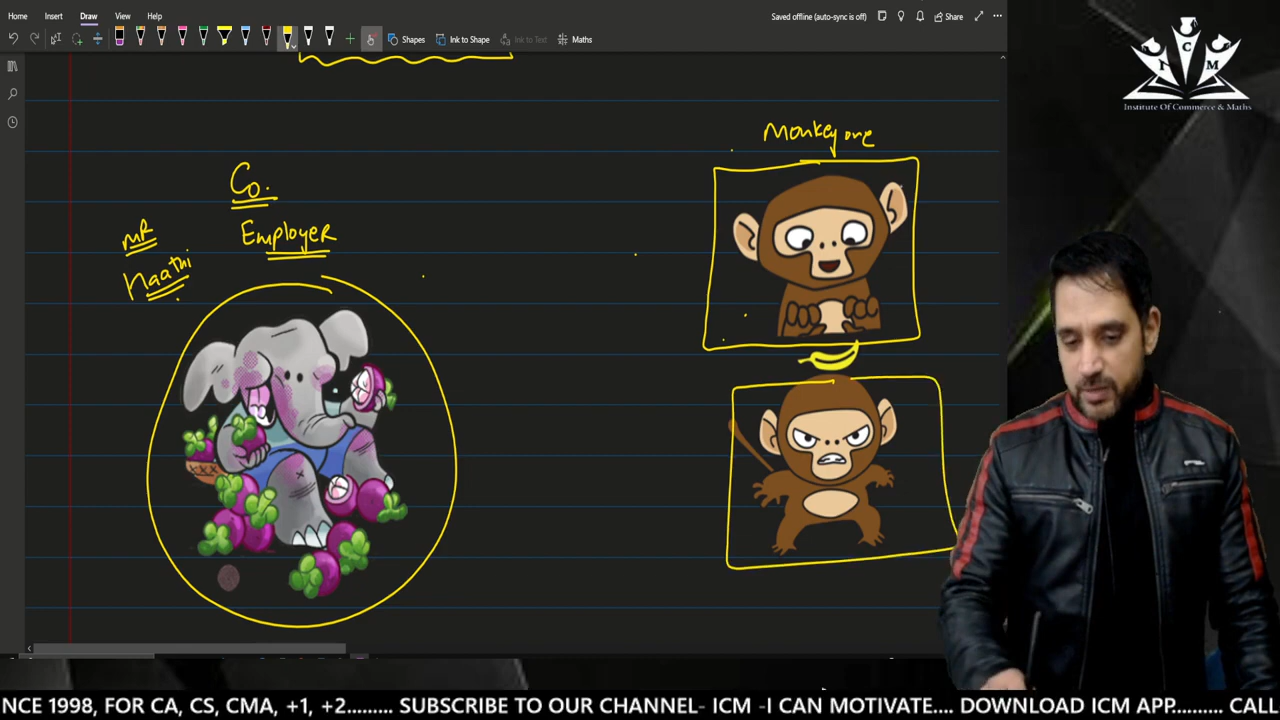 Home Insert Draw View Help
Saved offline (auto-sync is off)
Share
Shapes
Ink to Shape
Ink to Text
Maths
I C M
Institute Of Commerce & Maths
Monkey one
Co.
Employer
MR
Haathi
NCE 1998, FOR CA, CS, CMA, +1, +2......... SUBSCRIBE TO OUR CHANNEL- ICM -I CAN MOTIVATE.... DOWNLOAD ICM APP......... CALL